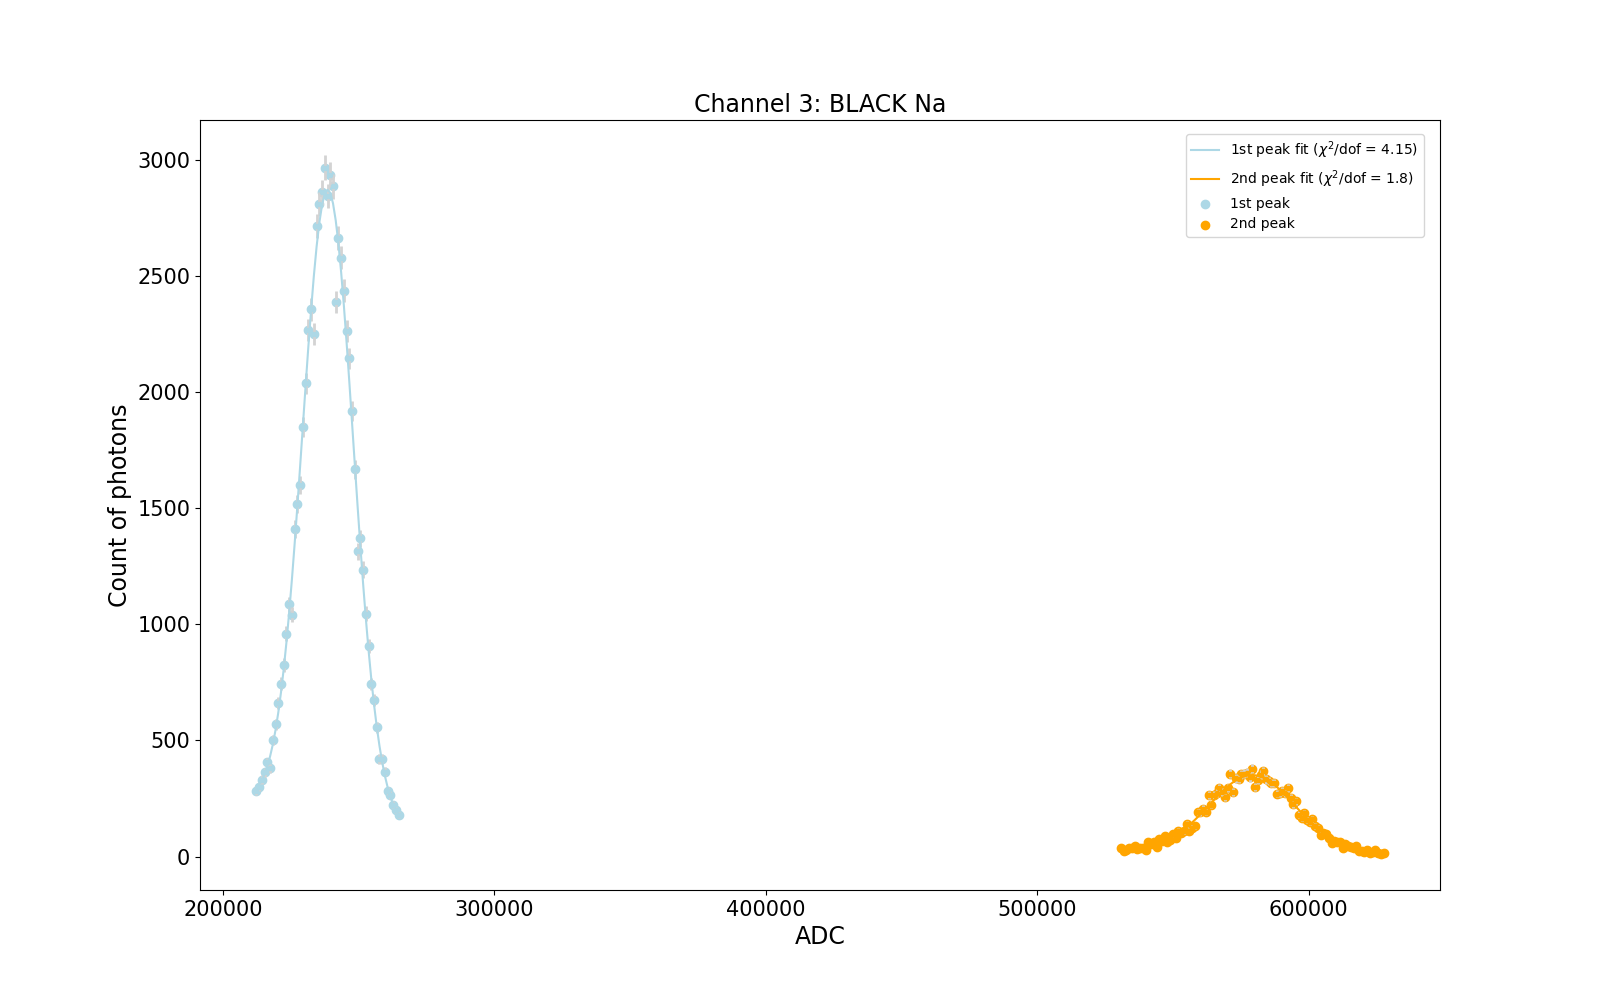 Channel 3: BLACK Na
1st peak fit (χ²/dof = 4.15)
2nd peak fit (χ²/dof = 1.8)
1st peak
2nd peak
3000
2500
2000
1500
1000
500
0
Count of photons
200000 300000 400000 500000 600000
ADC